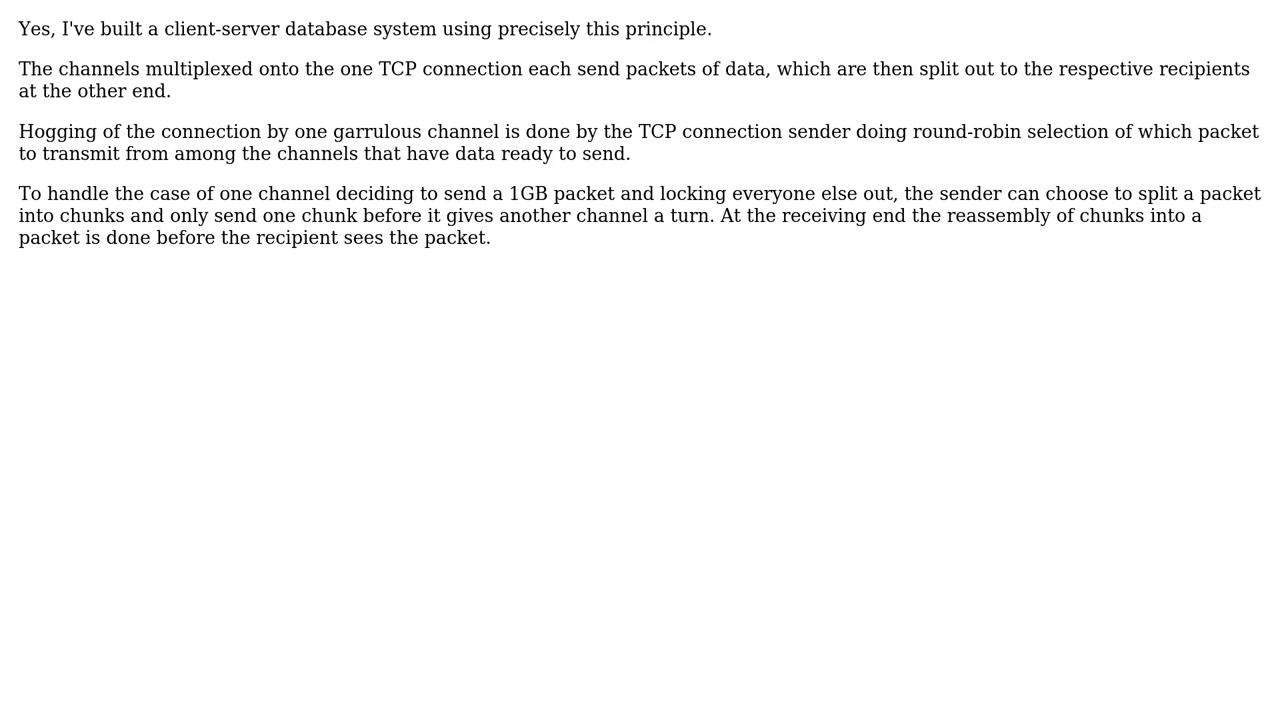 Yes, I've built a client-server database system using precisely this principle.
The channels multiplexed onto the one TCP connection each send packets of data, which are then split out to the respective recipients
at the other end.
Hogging of the connection by one garrulous channel is done by the TCP connection sender doing round-robin selection of which packet
to transmit from among the channels that have data ready to send.
To handle the case of one channel deciding to send a 1GB packet and locking everyone else out, the sender can choose to split a packet
into chunks and only send one chunk before it gives another channel a turn. At the receiving end the reassembly of chunks into a
packet is done before the recipient sees the packet.